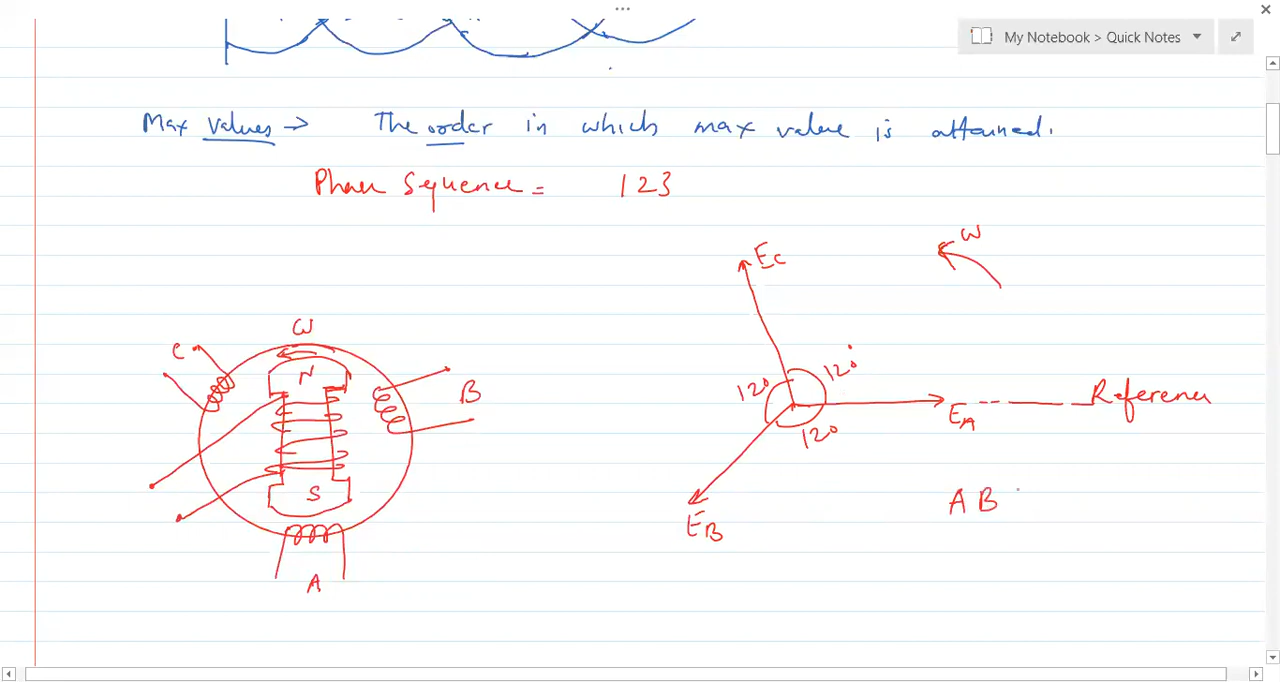 My Notebook > Quick Notes
Max values → The order in which max value is attained.
Phase Sequence = 123
W
Ec
W
C
N
120°
120
B
Reference
EA
120
S
A B
EB
A